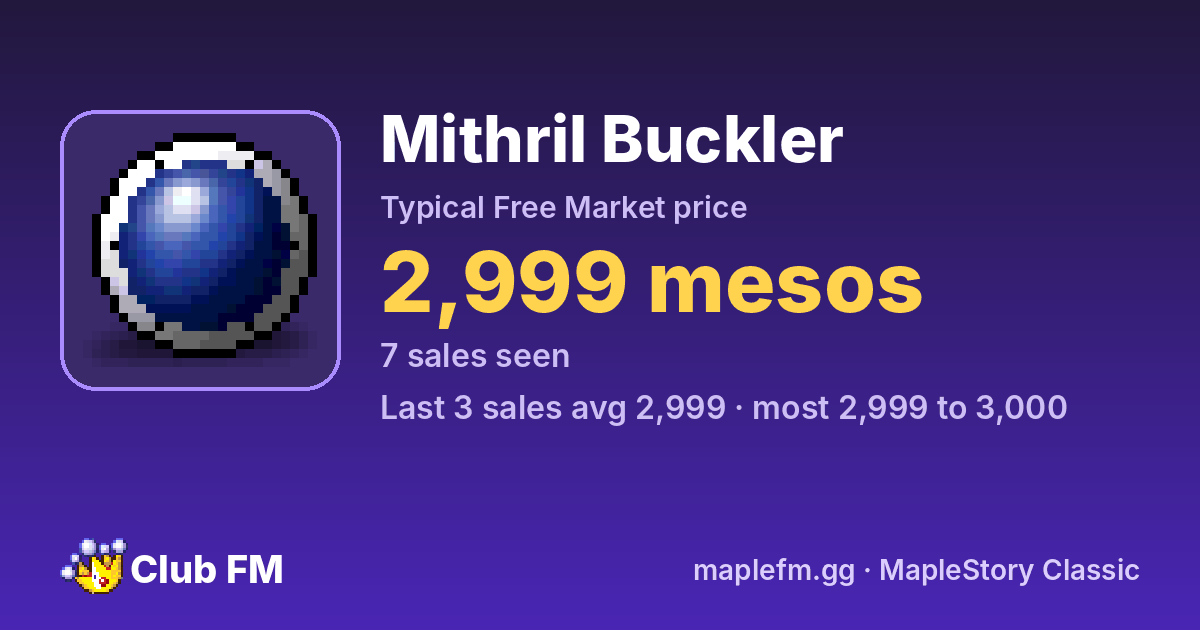 Mithril Buckler
Typical Free Market price
2,999 mesos
7 sales seen
Last 3 sales avg 2,999 · most 2,999 to 3,000
Club FM
maplefm.gg · MapleStory Classic